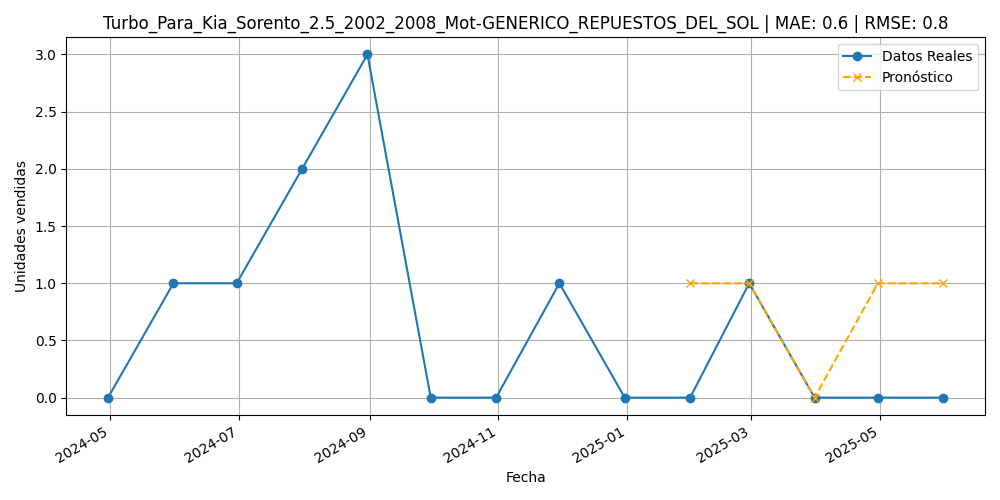 Turbo_Para_Kia_Sorento_2.5_2002_2008_Mot-GENERICO_REPUESTOS_DEL_SOL | MAE: 0.6 | RMSE: 0.8
Datos Reales
Pronóstico
Unidades vendidas
3.0
2.5
2.0
1.5
1.0
0.5
0.0
2024-05
2024-07
2024-09
2024-11
2025-01
2025-03
2025-05
Fecha